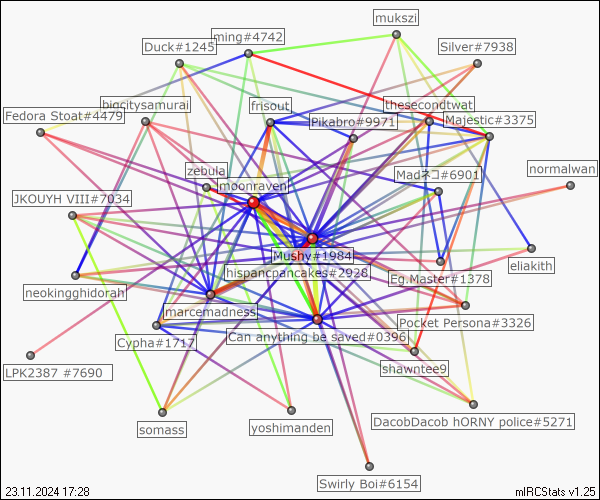 mukszi
ming#4742
Duck#1245
Silver#7938
bigcitysamurai
frisout
thesecondtwat
Fedora Stoat#4479
Pikabro#9971
Majestic#3375
zebula
normalwan
Madネコ#6901
moonraven
JKOUYH VIII#7034
Mushy#1984
eliakith
hispancpancakes#2928
Eg.Master#1378
neokingghidorah
marcemadness
Pocket Persona#3326
Can anything be saved#0396
Cypha#1717
shawntee9
LPK2387 #7690
DacobDacob hORNY police#5271
somass
yoshimanden
Swirly Boi#6154
23.11.2024 17:28
mIRCStats v1.25